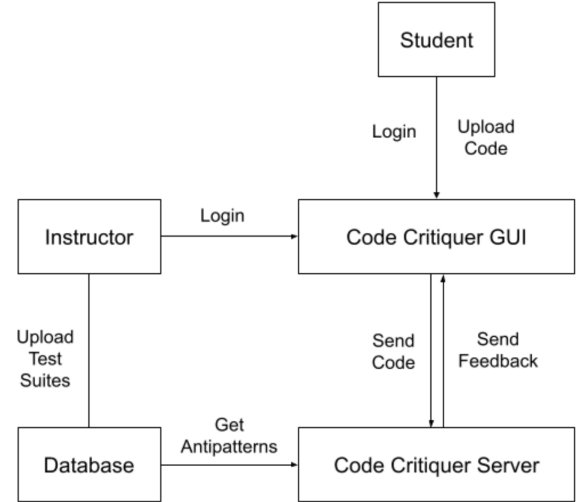 Student
Login
Upload
Code
Instructor
Login
Code Critiquer GUI
Upload
Test
Suites
Send
Code
Send
Feedback
Get
Antipatterns
Database
Code Critiquer Server